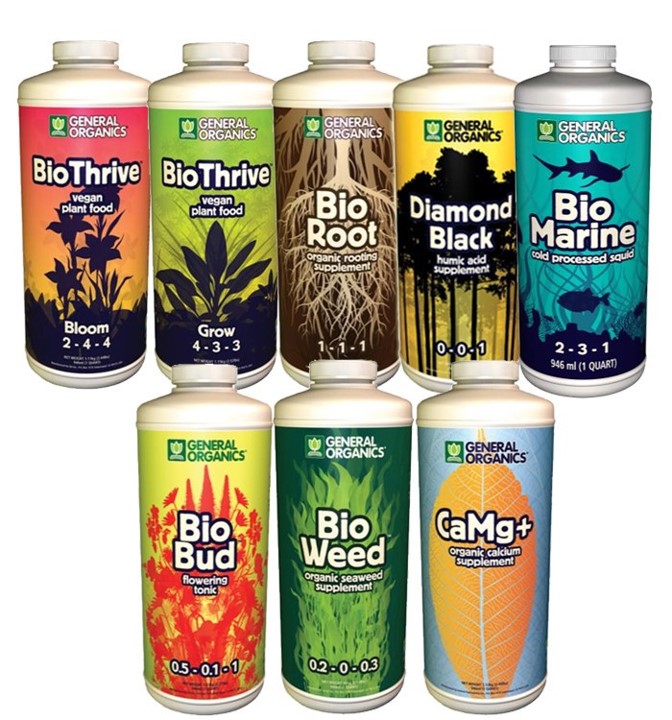 GENERAL
ORGANICS
BioThrive
vegan
plant food
Bloom
2 - 4 - 4
GENERAL
ORGANICS
BioThrive
vegan
plant food
Grow
4 - 3 - 3
GENERAL
ORGANICS
Bio
Root
organic rooting
supplement
1 - 1 - 1
GENERAL
ORGANICS
Diamond
Black
humic acid
supplement
0 - 0 - 1
GENERAL
ORGANICS
Bio
Marine
cold processed squid
2 - 3 - 1
946 ml (1 QUART)
GENERAL
ORGANICS
Bio
Bud
flowering
tonic
0.5 - 0.1 - 1
GENERAL
ORGANICS
Bio
Weed
organic seaweed
supplement
0.2 - 0 - 0.3
GENERAL
ORGANICS
CaMg+
organic calcium
supplement